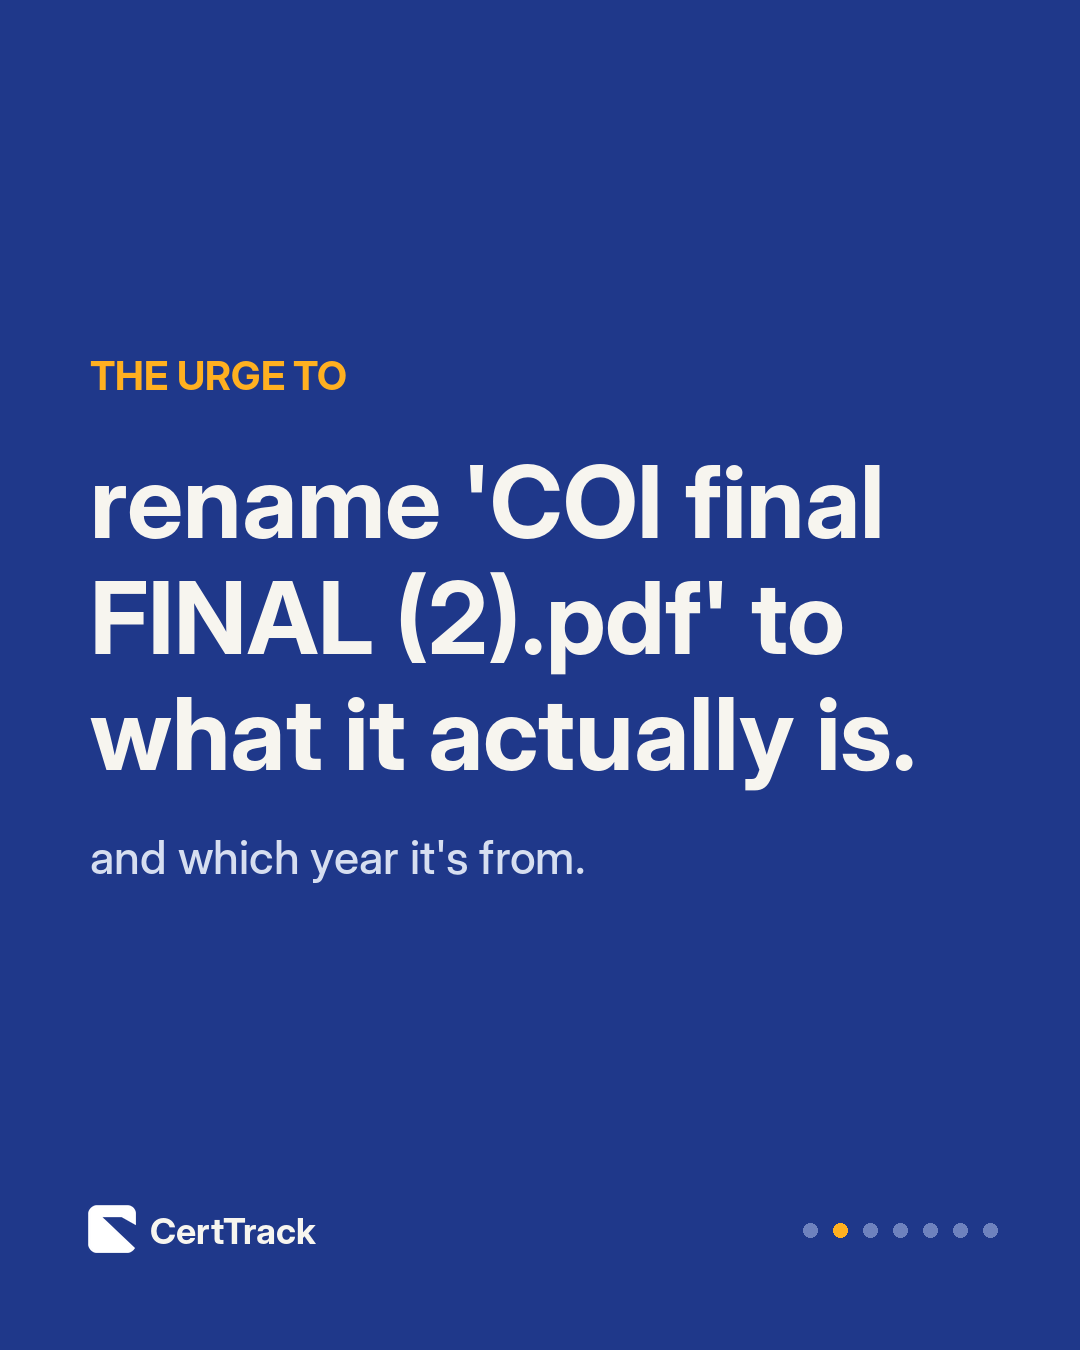 THE URGE TO
rename 'COI final
FINAL (2).pdf' to
what it actually is.
and which year it's from.
CertTrack